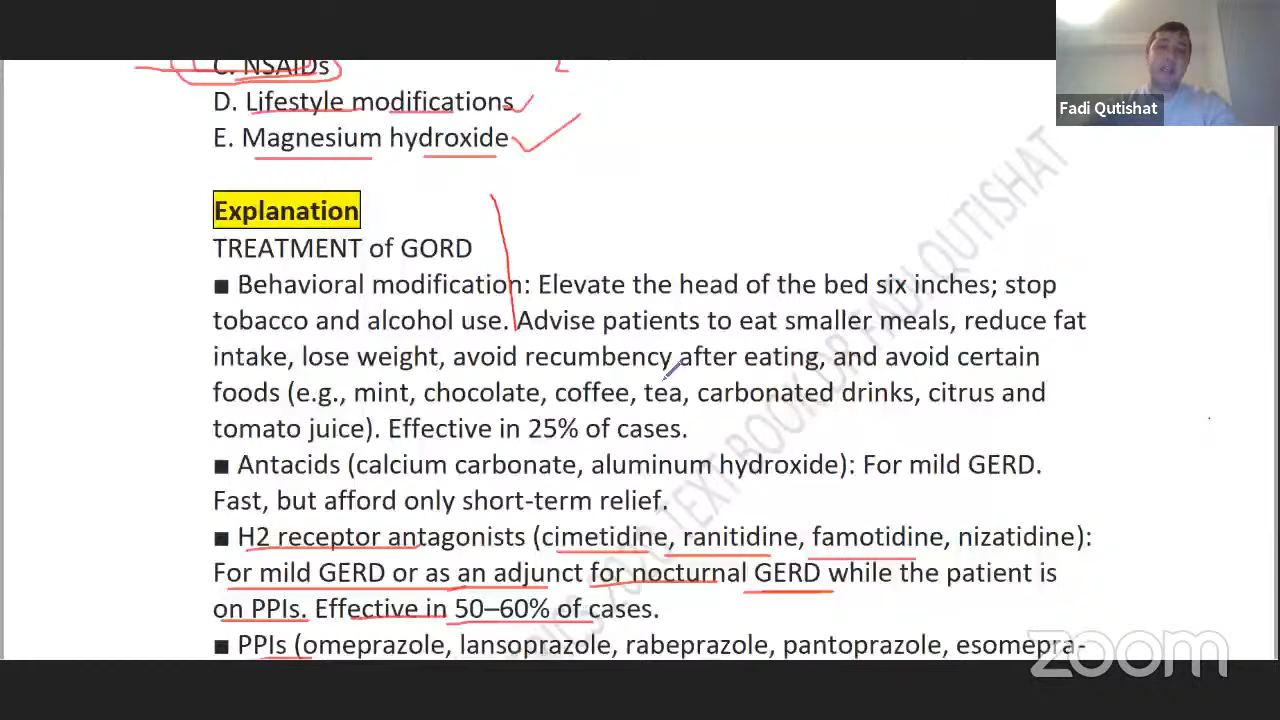 C. NSAIDs
D. Lifestyle modifications
E. Magnesium hydroxide
Fadi Qutishat
Explanation
TREATMENT of GORD
■ Behavioral modification: Elevate the head of the bed six inches; stop
tobacco and alcohol use. Advise patients to eat smaller meals, reduce fat
intake, lose weight, avoid recumbency after eating, and avoid certain
foods (e.g., mint, chocolate, coffee, tea, carbonated drinks, citrus and
tomato juice). Effective in 25% of cases.
■ Antacids (calcium carbonate, aluminum hydroxide): For mild GERD.
Fast, but afford only short-term relief.
■ H2 receptor antagonists (cimetidine, ranitidine, famotidine, nizatidine):
For mild GERD or as an adjunct for nocturnal GERD while the patient is
on PPIs. Effective in 50–60% of cases.
■ PPIs (omeprazole, lansoprazole, rabeprazole, pantoprazole, esomepra-
TEXT BOOK DR FADI QUTISHAT
zoom